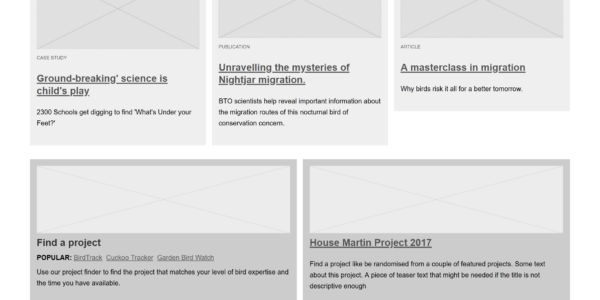 CASE STUDY
Ground-breaking' science is
child's play
2300 Schools get digging to find 'What's Under your
Feet?'
PUBLICATION
Unravelling the mysteries of
Nightjar migration.
BTO scientists help reveal important information about
the migration routes of this nocturnal bird of
conservation concern.
ARTICLE
A masterclass in migration
Why birds risk it all for a better tomorrow.
Find a project
POPULAR: BirdTrack Cuckoo Tracker Garden Bird Watch
Use our project finder to find the project that matches your level of bird expertise and
the time you have available.
House Martin Project 2017
Find a project like be randomised from a couple of featured projects. Some text
about this project. A piece of teaser text that might be needed if the title is not
descriptive enough